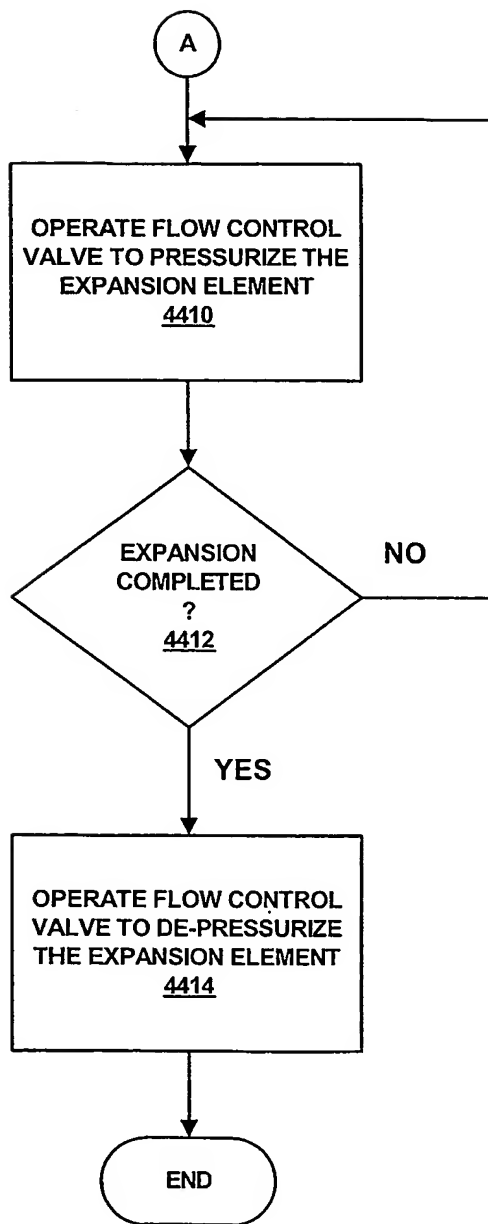 A
OPERATE FLOW CONTROL
VALVE TO PRESSURIZE THE
EXPANSION ELEMENT
4410
EXPANSION
COMPLETED
?
4412
NO
YES
OPERATE FLOW CONTROL
VALVE TO DE-PRESSURIZE
THE EXPANSION ELEMENT
4414
END